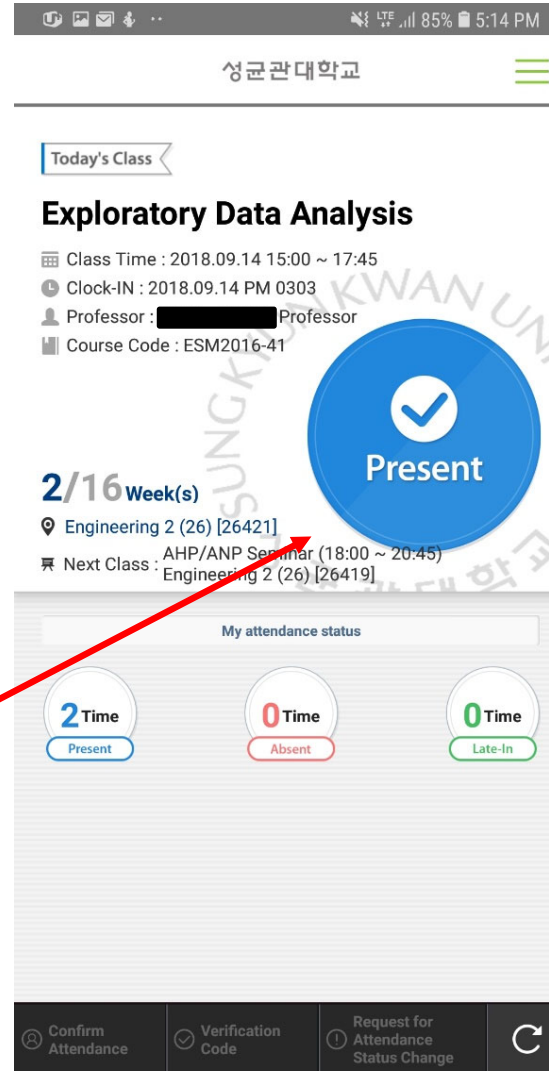 85% 5:14 PM
성균관대학교
Today's Class
Exploratory Data Analysis
Class Time : 2018.09.14 15:00 ~ 17:45
Clock-IN : 2018.09.14 PM 0303
Professor : Professor
Course Code : ESM2016-41
SUNGKYUNKWAN UN
Present
2/16 Week(s)
Engineering 2 (26) [26421]
Next Class : AHP/ANP Seminar (18:00 ~ 20:45)
Engineering 2 (26) [26419]
My attendance status
2 Time
Present
0 Time
Absent
0 Time
Late-In
Confirm
Attendance
Verification
Code
Request for
Attendance
Status Change